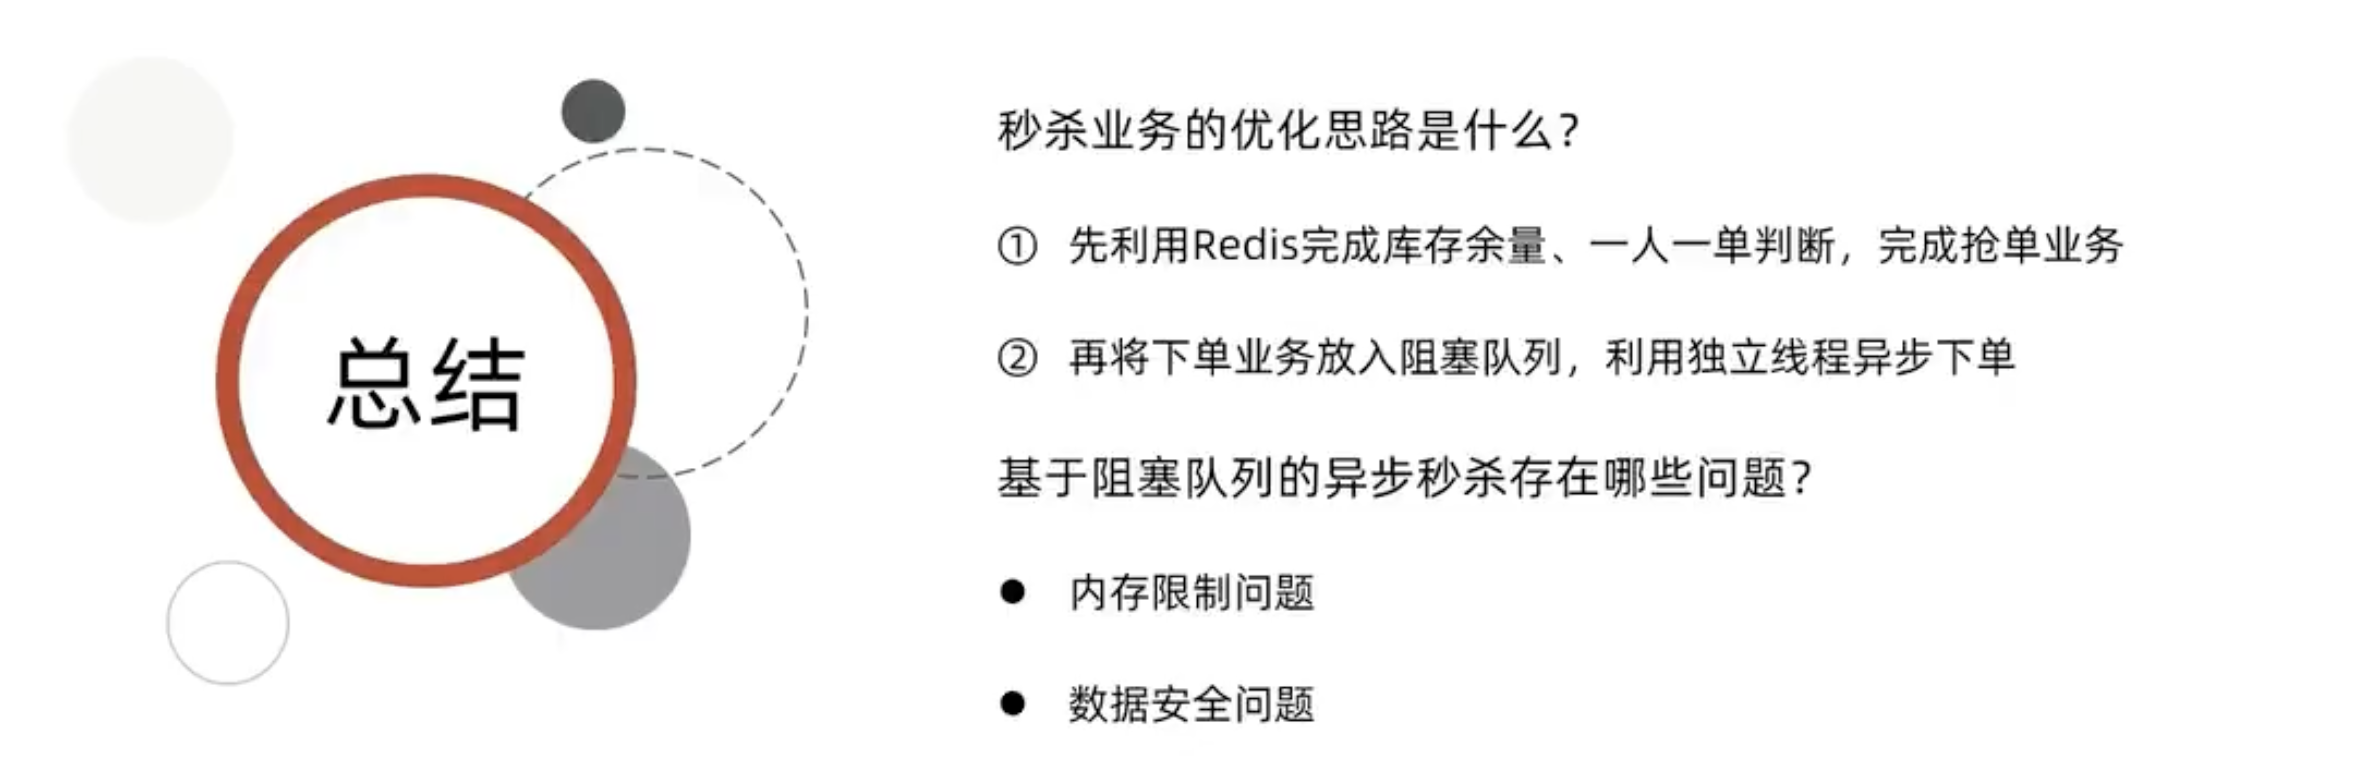 总结
秒杀业务的优化思路是什么？
① 先利用Redis完成库存余量、一人一单判断，完成抢单业务
② 再将下单业务放入阻塞队列，利用独立线程异步下单
基于阻塞队列的异步秒杀存在哪些问题？
● 内存限制问题
● 数据安全问题